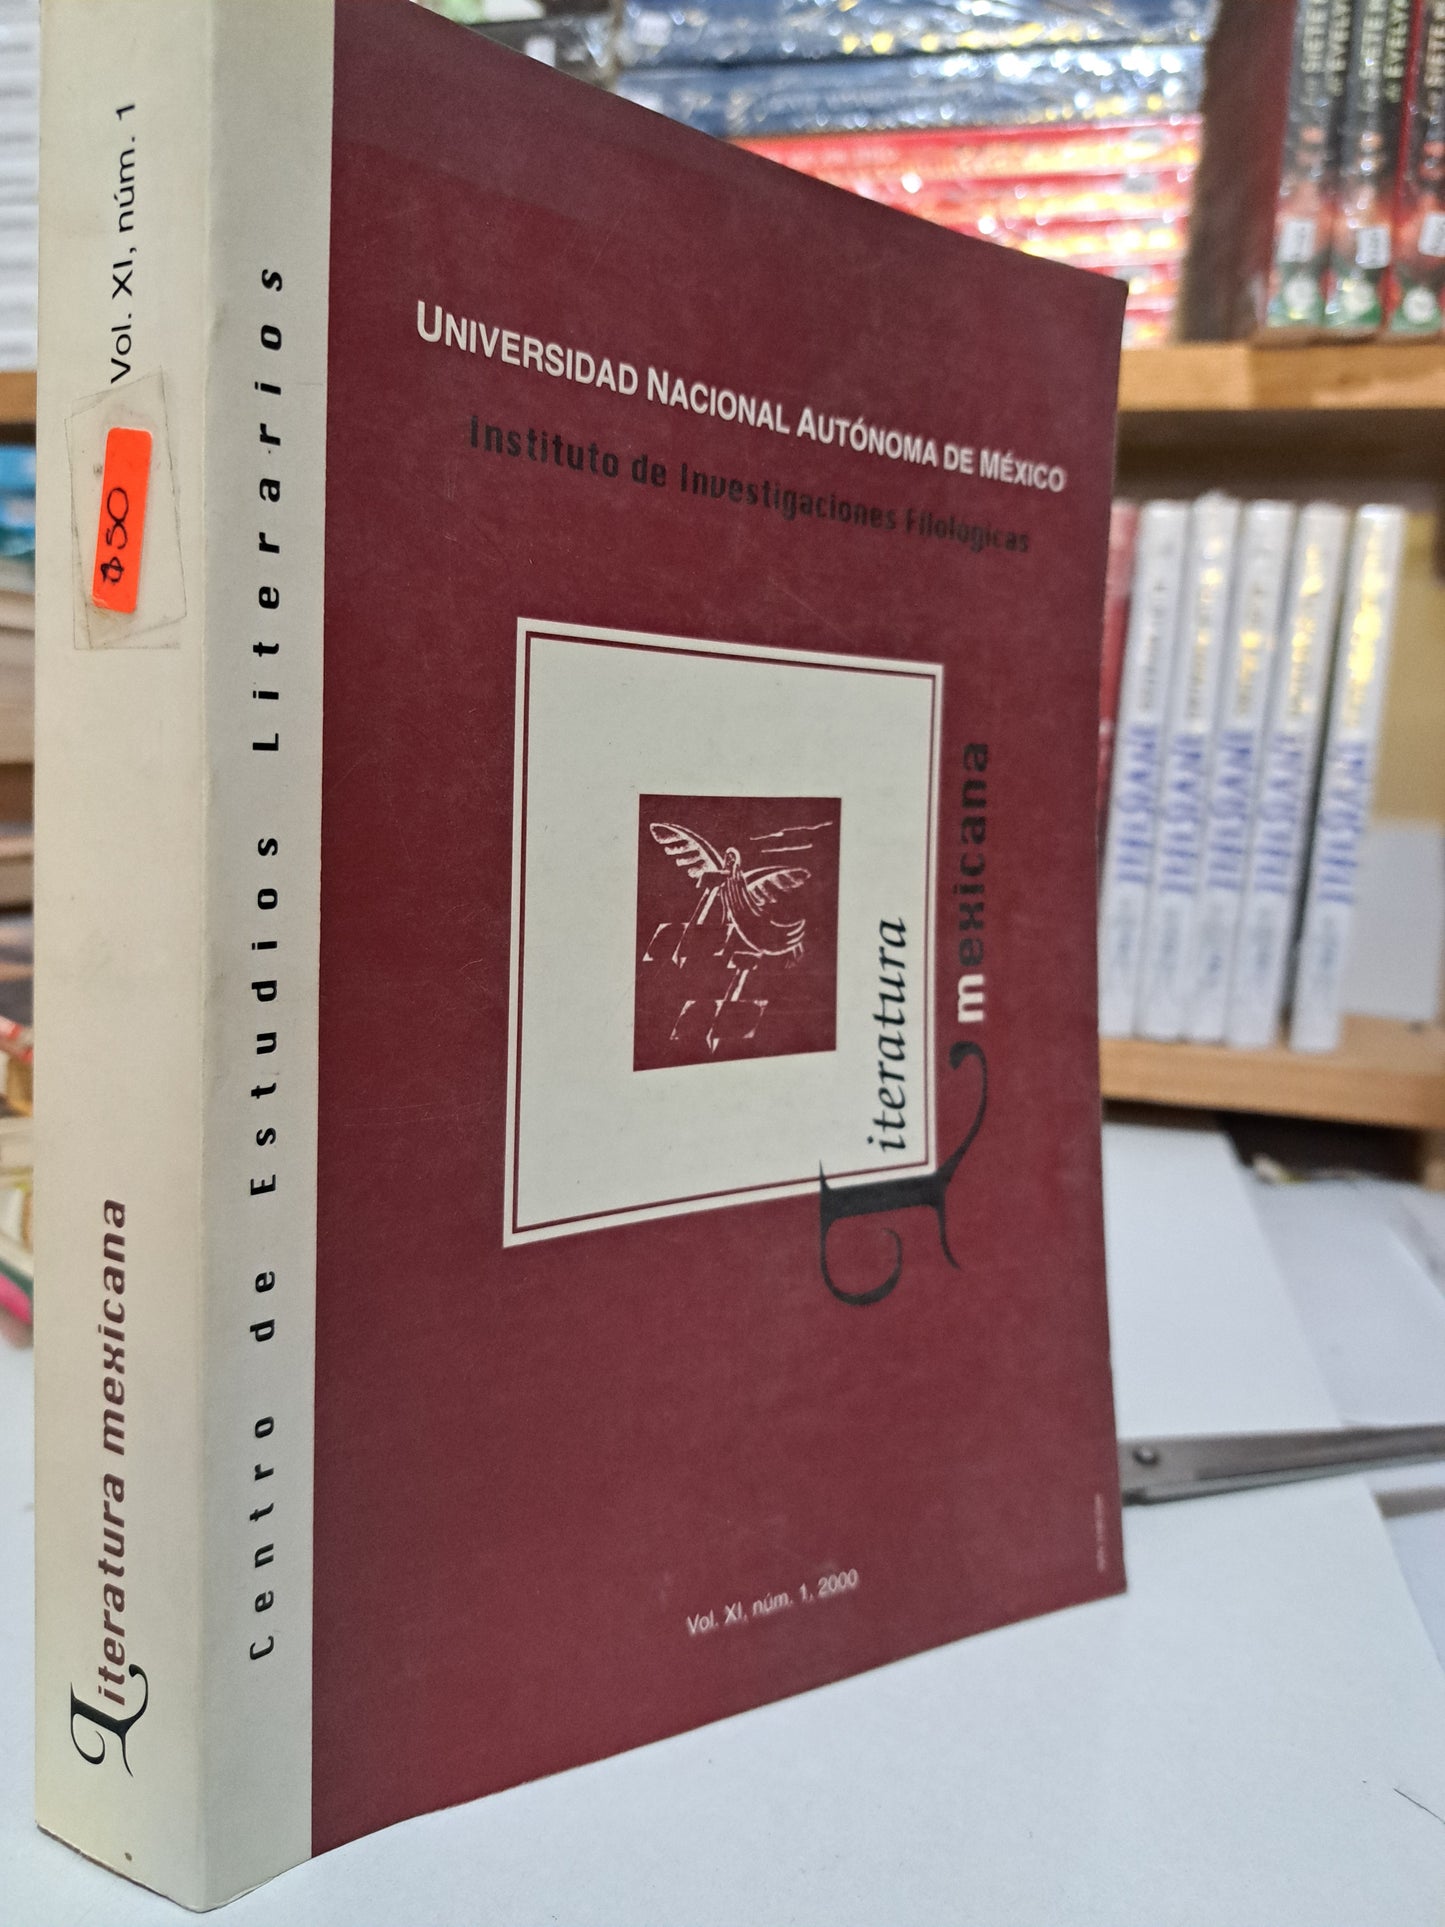 Literatura mexicana
Vol. XI, núm. 1
$50
Centro de Estudios Literarios
UNIVERSIDAD NACIONAL AUTÓNOMA DE MÉXICO
Instituto de Investigaciones Filológicas
Literatura
mexicana
Vol. XI, núm. 1, 2000